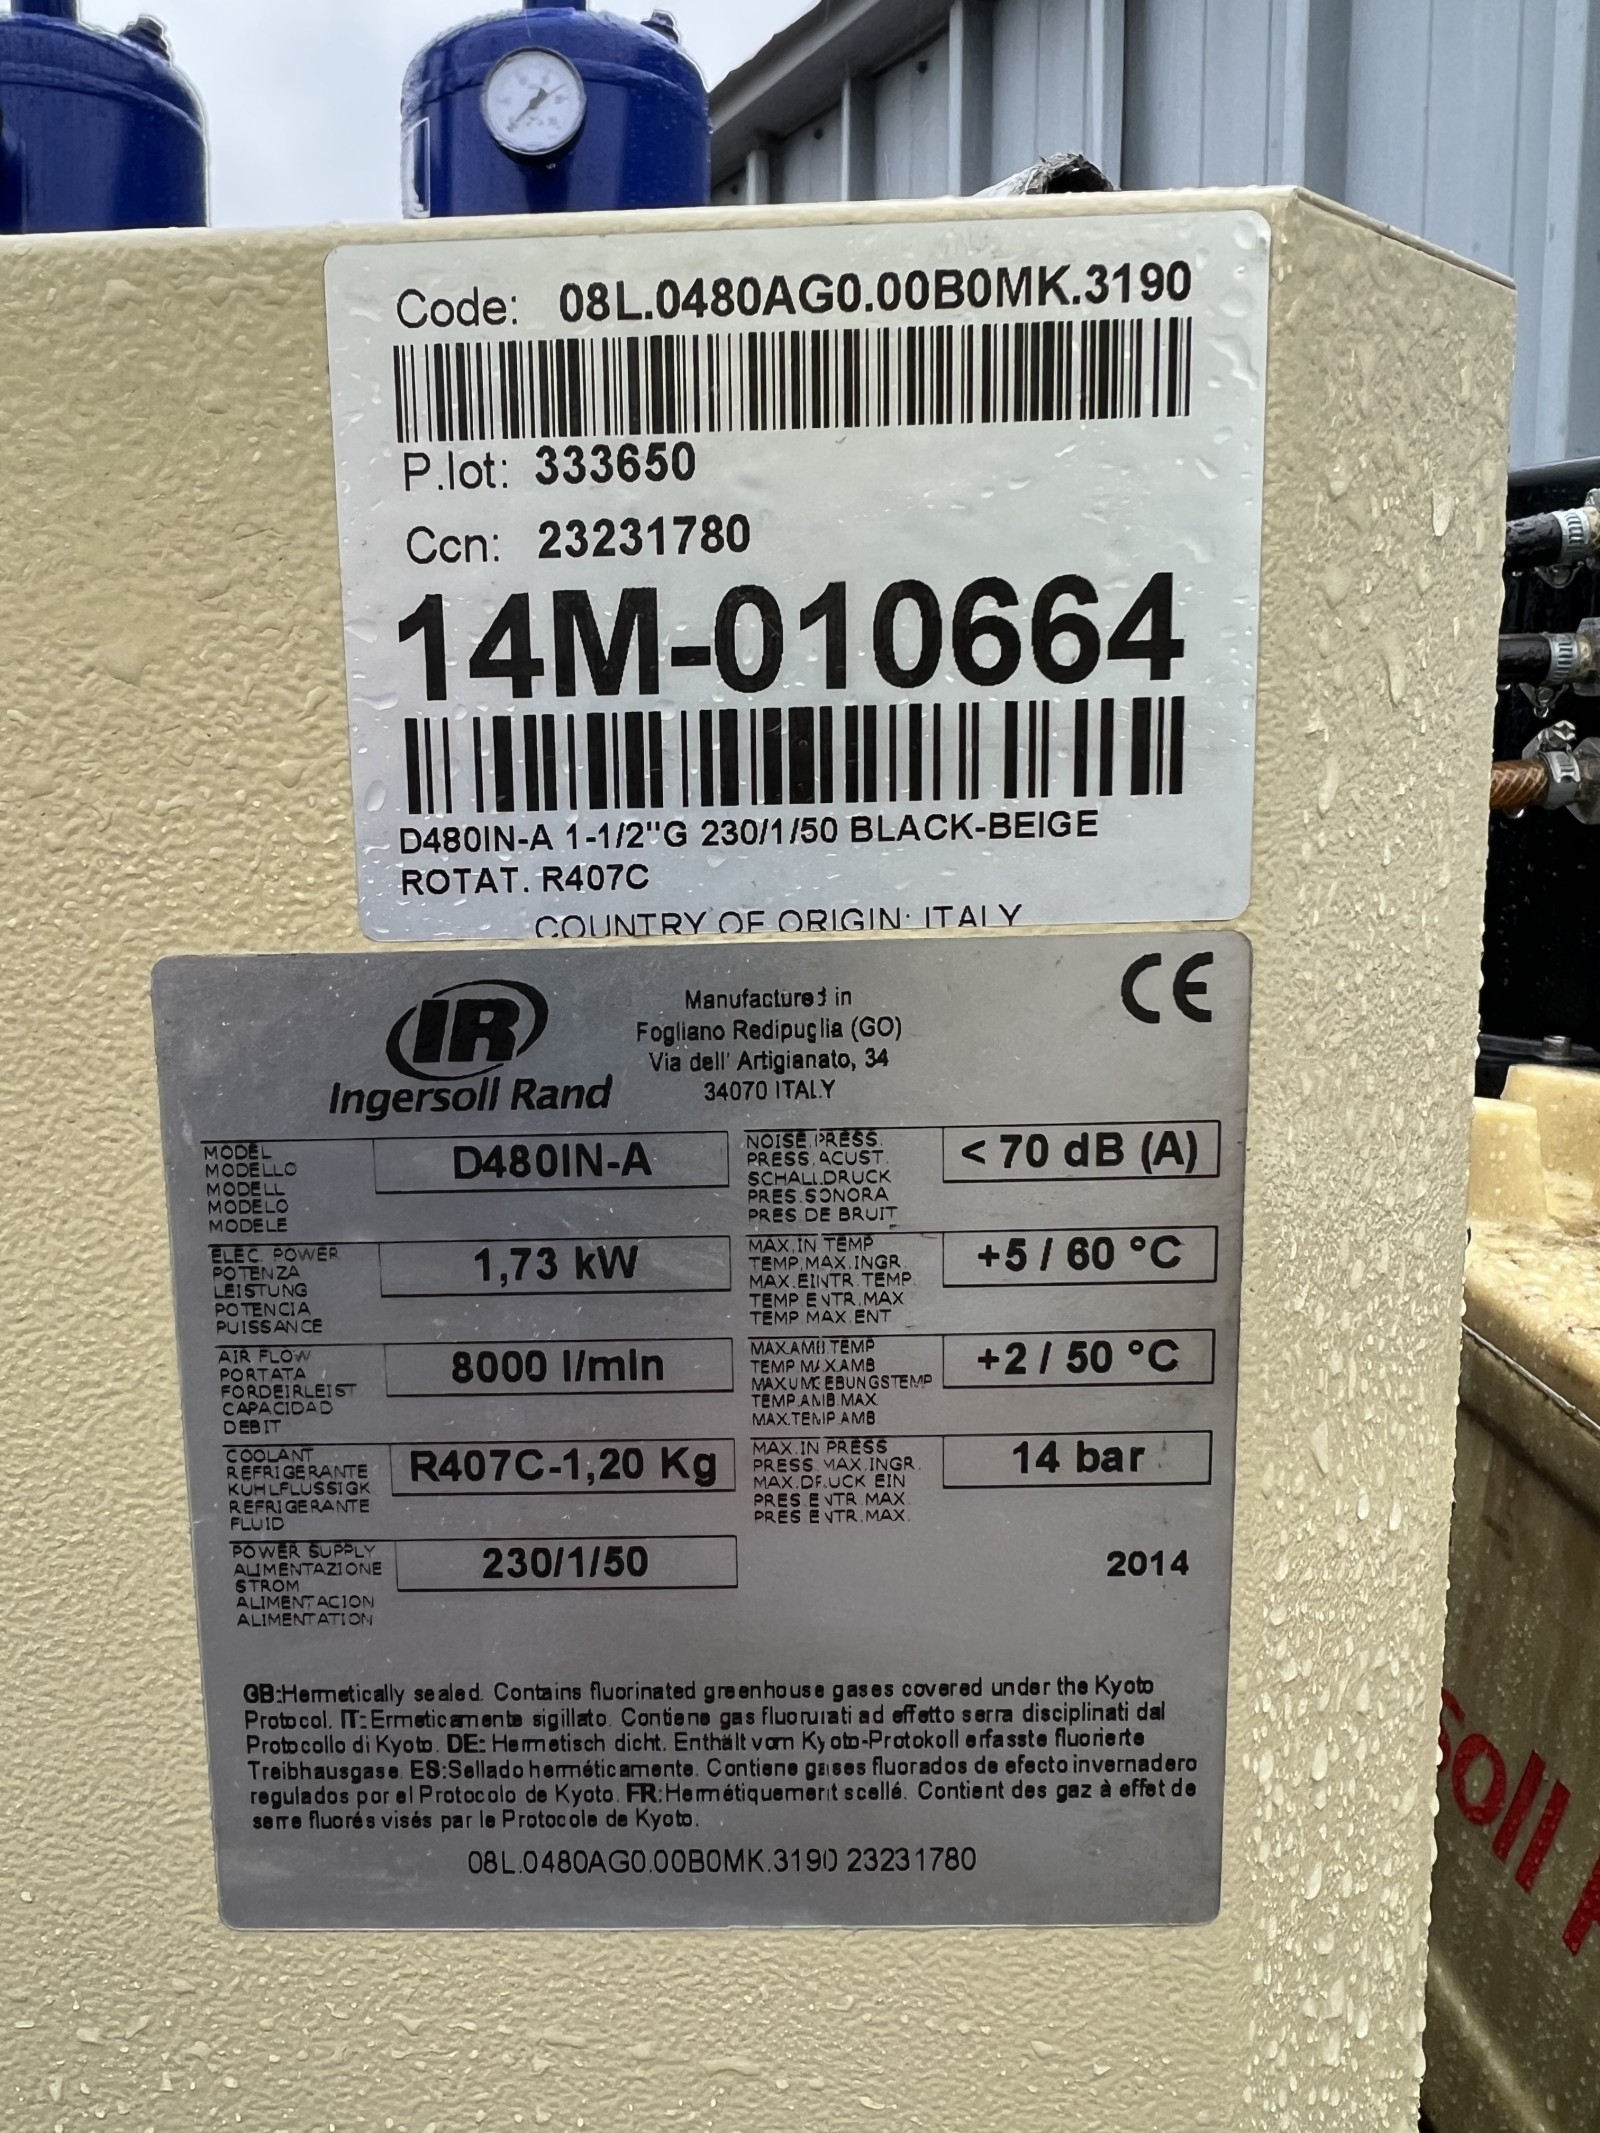 Code: 08L.0480AG0.00B0MK.3190
P.lot: 333650
Ccn: 23231780
14M-010664
D480IN-A 1-1/2"G 230/1/50 BLACK-BEIGE
ROTAT. R407C
COUNTRY OF ORIGIN: ITALY
IR
Ingersoll Rand
Manufactured in
Fogliano Redipuglia (GO)
Via dell' Artigianato, 34
34070 ITALY
CE
MODEL
MODELLO
MODELL
MODELO
MODELE
D480IN-A
NOISE PRESS.
PRESS.ACUST.
SCHALLDRUCK
PRES.SONORA
PRES.DE BRUIT
< 70 dB (A)
ELEC. POWER
POTENZA
LEISTUNG
POTENCIA
PUISSANCE
1,73 kW
MAX.IN TEMP
TEMP.MAX.INGR.
MAX.EINTR.TEMP.
TEMP ENTR.MAX
TEMP MAX.ENT
+5 / 60 °C
AIR FLOW
PORTATA
FORDEIRLEIST
CAPACIDAD
DEBIT
8000 l/min
MAX.AMB.TEMP
TEMP MAX.AMB
MAX.UMGEBUNGSTEMP
TEMP.AMB.MAX
MAX.TEMP.AMB
+2 / 50 °C
COOLANT
REFRIGERANTE
KUHLFLUSSIGK
REFRIGERANTE
FLUID
R407C-1,20 Kg
MAX.IN PRESS
PRESS. MAX.INGR.
MAX.DRUCK EIN
PRES.ENTR MAX.
PRES ENTR.MAX.
14 bar
POWER SUPPLY
ALIMENTAZIONE
STROM
ALIMENTACION
ALIMENTATION
230/1/50
2014
GB:Hermetically sealed. Contains fluorinated greenhouse gases covered under the Kyoto
Protocol. IT:Ermeticamente sigillato. Contiene gas fluorurati ad effetto serra disciplinati dal
Protocollo di Kyoto. DE: Hermetisch dicht. Enthält vom Kyoto-Protokoll erfasste fluorierte
Treibhausgase. ES:Sellado herméticamente. Contiene gases fluorados de efecto invernadero
regulados por el Protocolo de Kyoto. FR:Hermétiquement scellé. Contient des gaz à effet de
serre fluorés visés par le Protocole de Kyoto.
08L.0480AG0.00B0MK.3190 23231780
soll